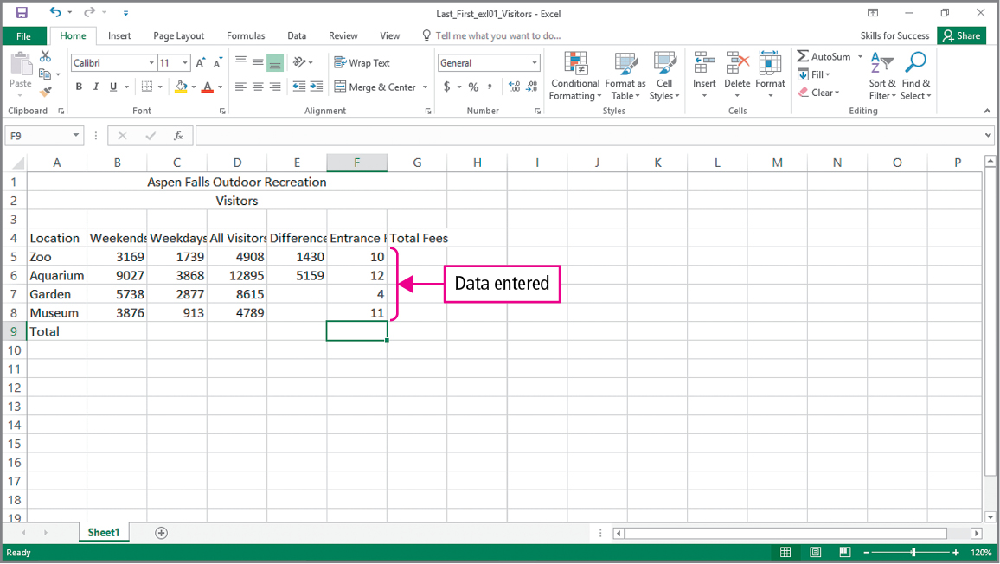 Last_First_exl01_Visitors - Excel
File Home Insert Page Layout Formulas Data Review View Tell me what you want to do... Skills for Success Share
Calibri 11 Wrap Text General AutoSum
Paste Conditional Format as Cell Insert Delete Format Fill Sort & Find &
B I U A Merge & Center $ % , Formatting Table Styles Clear Filter Select
Clipboard Font Alignment Number Styles Cells Editing
F9 fx
A B C D E F G H I J K L M N O P
1 Aspen Falls Outdoor Recreation
2 Visitors
3
4 Location Weekends Weekdays All Visitors Difference Entrance F Total Fees
5 Zoo 3169 1739 4908 1430 10
6 Aquarium 9027 3868 12895 5159 12
Data entered
7 Garden 5738 2877 8615 4
8 Museum 3876 913 4789 11
9 Total
10
11
12
13
14
15
16
17
18
19
Sheet1
Ready 120%